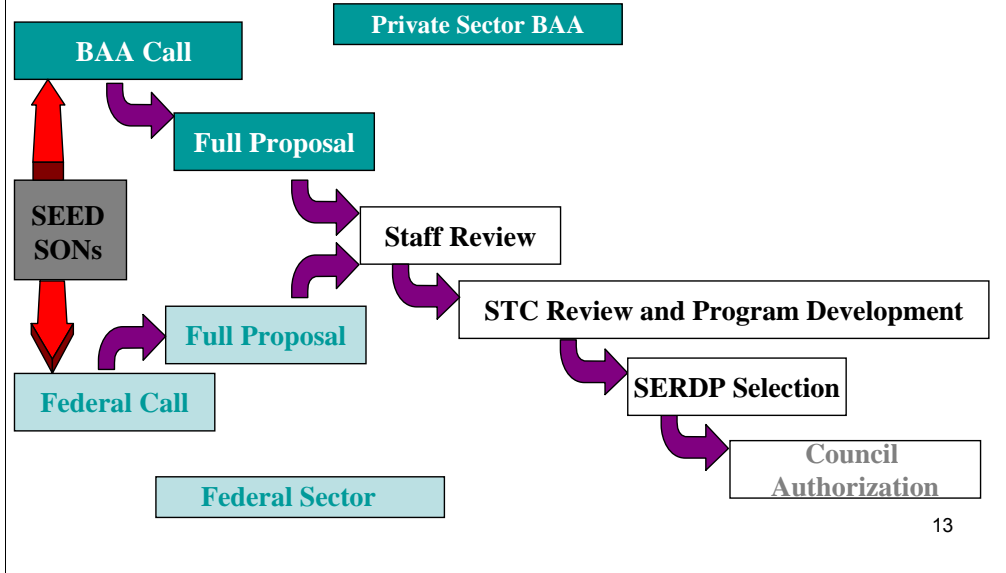 Private Sector BAA
BAA Call
Full Proposal
SEED
SONs
Staff Review
STC Review and Program Development
Full Proposal
SERDP Selection
Federal Call
Council
Authorization
Federal Sector
13